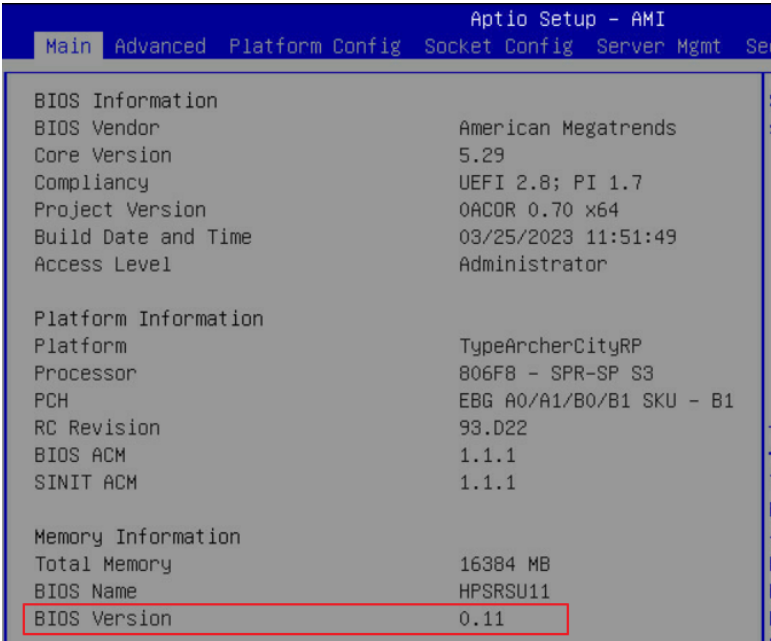 Aptio Setup - AMI
Main Advanced Platform Config Socket Config Server Mgmt
BIOS Information
BIOS Vendor American Megatrends
Core Version 5.29
Compliancy UEFI 2.8; PI 1.7
Project Version 0ACOR 0.70 x64
Build Date and Time 03/25/2023 11:51:49
Access Level Administrator
Platform Information
Platform TypeArcherCityRP
Processor 806F8 - SPR-SP S3
PCH EBG A0/A1/B0/B1 SKU - B1
RC Revision 93.D22
BIOS ACM 1.1.1
SINIT ACM 1.1.1
Memory Information
Total Memory 16384 MB
BIOS Name HPSRSU11
BIOS Version 0.11